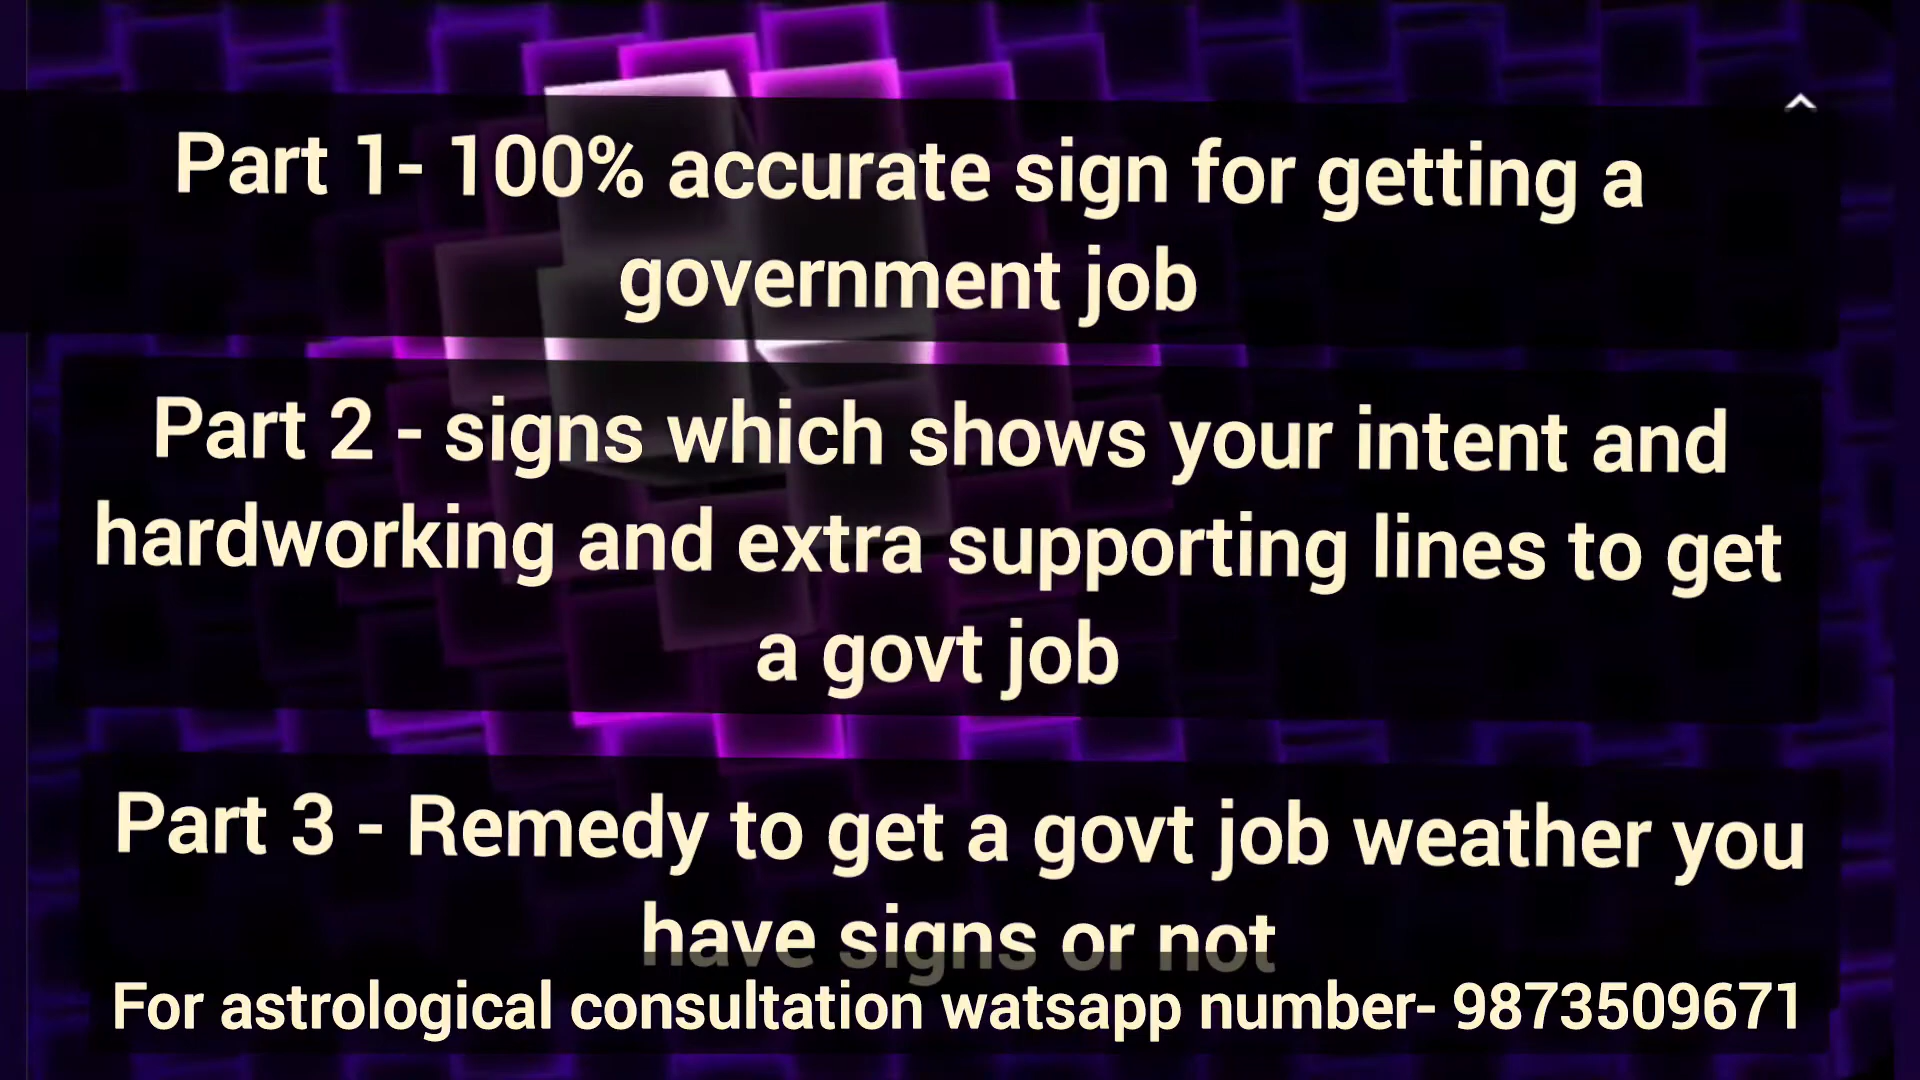 Part 1- 100% accurate sign for getting a
government job
Part 2 - signs which shows your intent and
hardworking and extra supporting lines to get
a govt job
Part 3 - Remedy to get a govt job weather you
have signs or not
For astrological consultation watsapp number- 9873509671